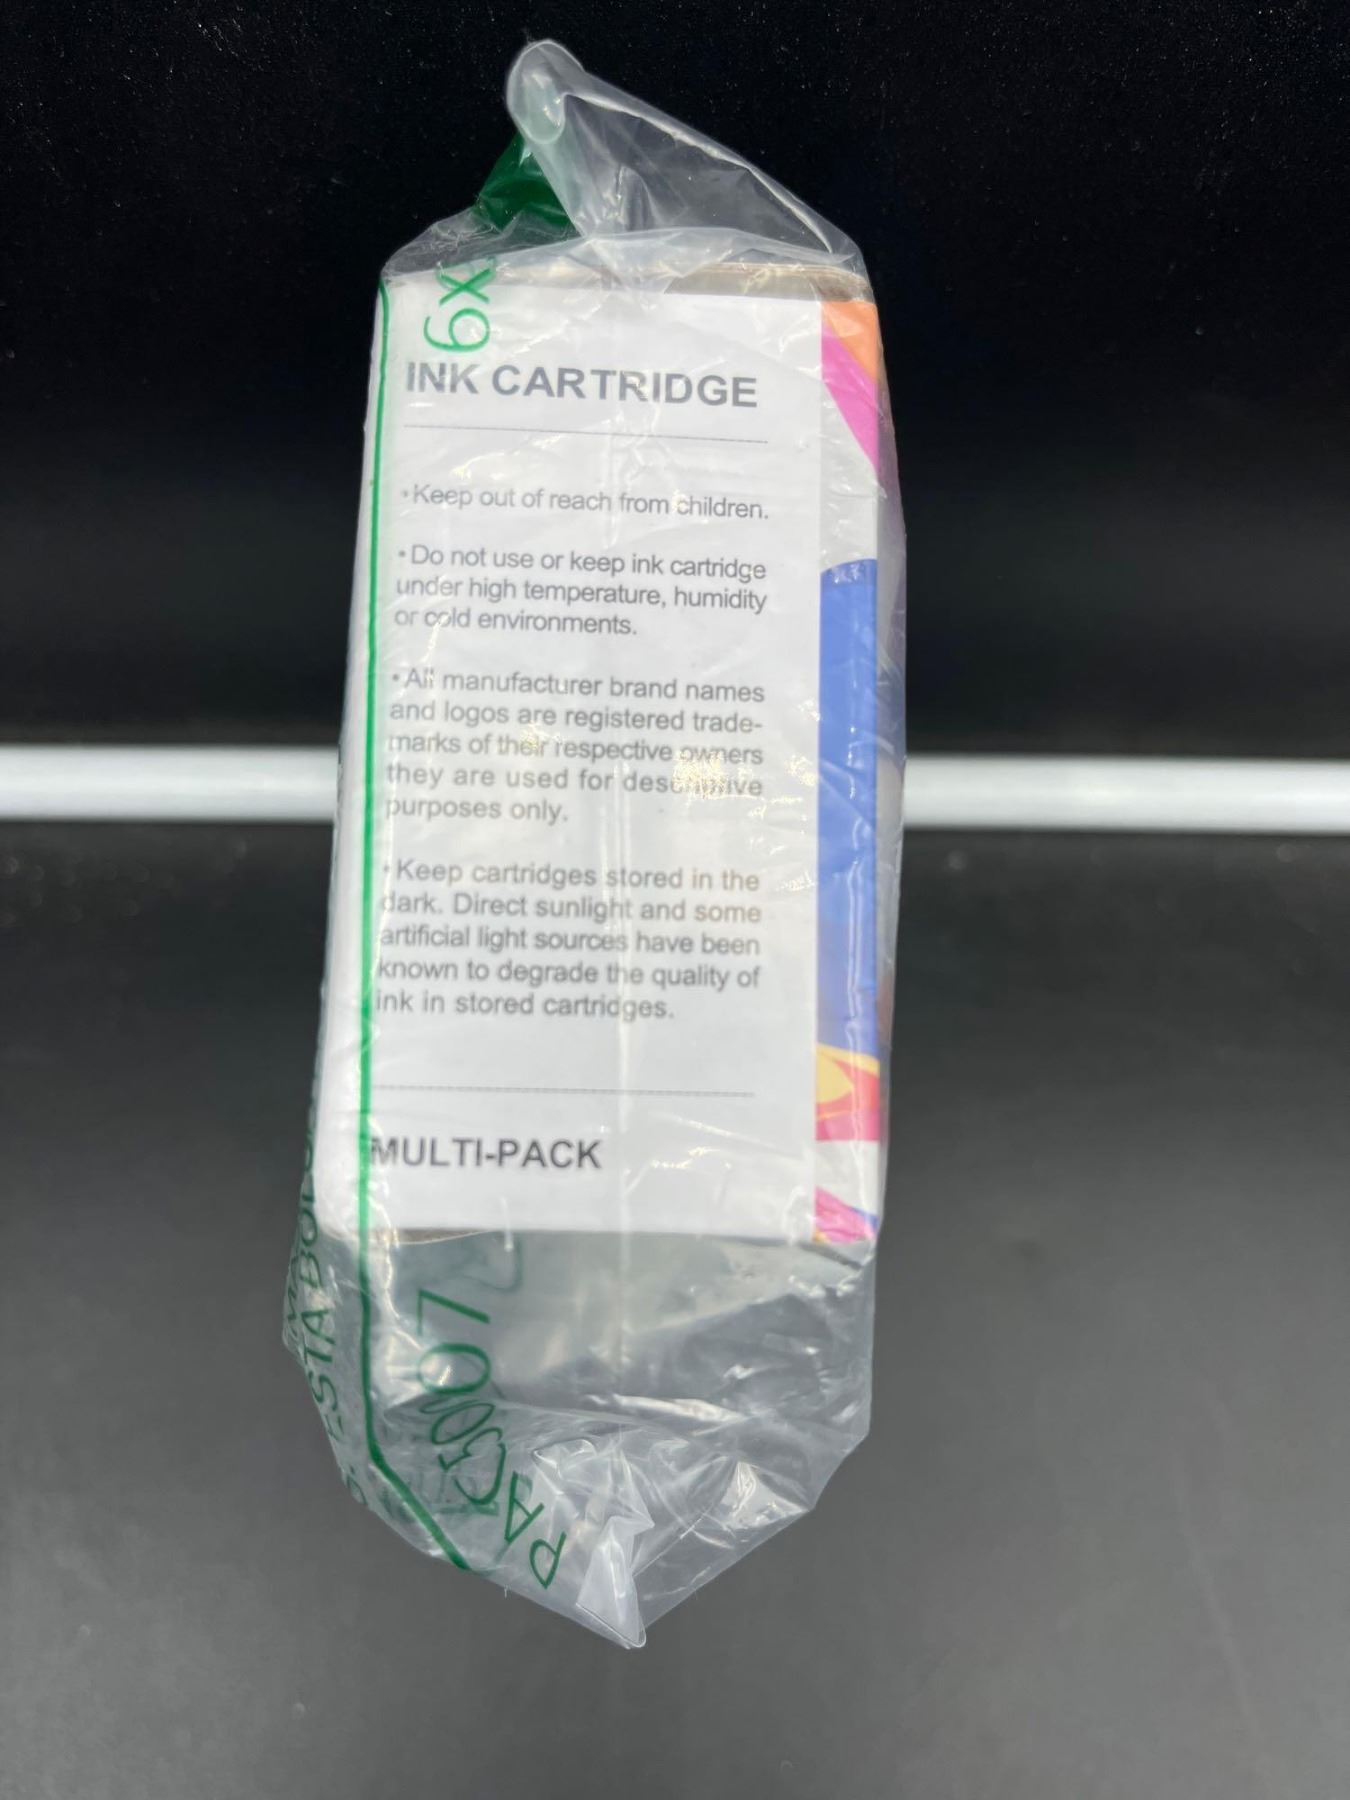 6x
INK CARTRIDGE
•Keep out of reach from children.
•Do not use or keep ink cartridge
under high temperature, humidity
or cold environments.
•All manufacturer brand names
and logos are registered trade-
marks of their respective owners
they are used for descriptive
purposes only.
•Keep cartridges stored in the
dark. Direct sunlight and some
artificial light sources have been
known to degrade the quality of
ink in stored cartridges.
MULTI-PACK
ESTA